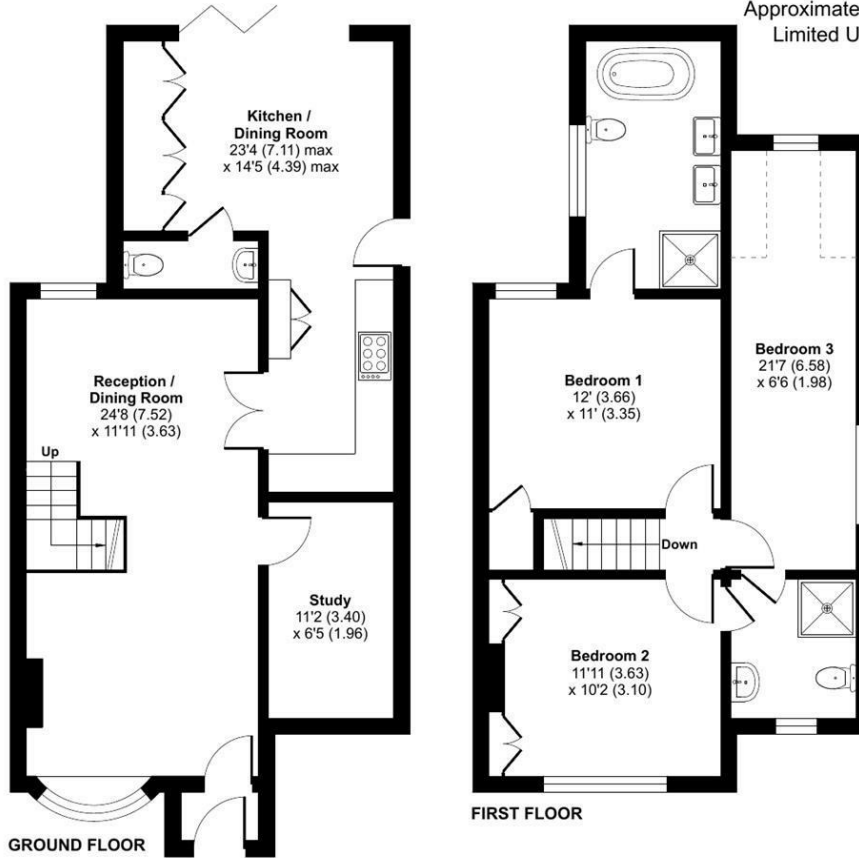 Approximate
Limited U
Kitchen /
Dining Room
23'4 (7.11) max
x 14'5 (4.39) max
Reception /
Dining Room
24'8 (7.52)
x 11'11 (3.63)
Up
Study
11'2 (3.40)
x 6'5 (1.96)
GROUND FLOOR
Bedroom 1
12' (3.66)
x 11' (3.35)
Bedroom 3
21'7 (6.58)
x 6'6 (1.98)
Down
Bedroom 2
11'11 (3.63)
x 10'2 (3.10)
FIRST FLOOR